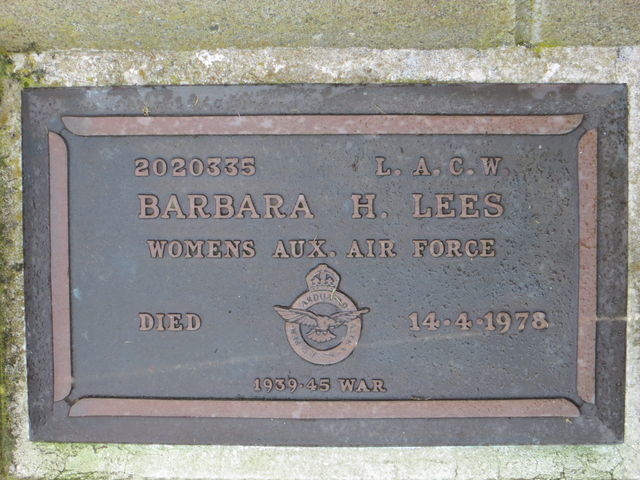 2020335 L. A. C. W.
BARBARA H. LEES
WOMENS AUX. AIR FORCE
DIED 14·4·1978
1939·45 WAR